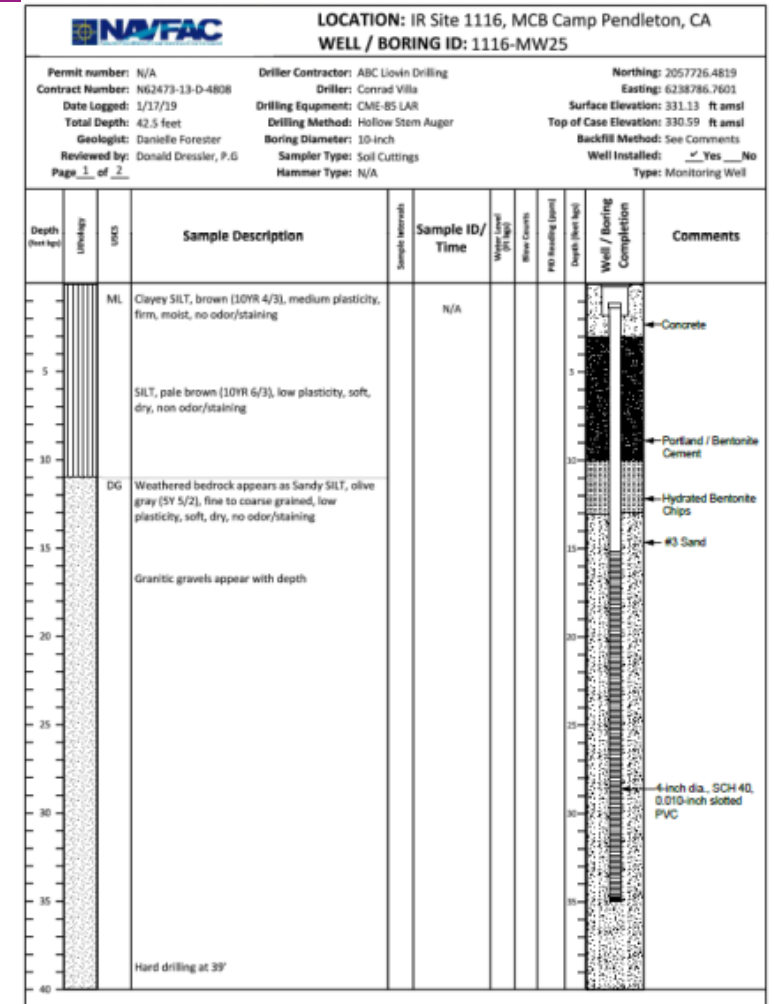 NAVFAC
LOCATION: IR Site 1116, MCB Camp Pendleton, CA
WELL / BORING ID: 1116-MW25
Permit number: N/A
Contract Number: N62473-13-D-4808
Date Logged: 1/17/19
Total Depth: 42.5 feet
Geologist: Danielle Forester
Reviewed by: Donald Dressler, P.G
Page 1 of 2
Driller Contractor: ABC Liovin Drilling
Driller: Conrad Villa
Drilling Equpment: CME-85 LAR
Drilling Method: Hollow Stem Auger
Boring Diameter: 10-inch
Sampler Type: Soil Cuttings
Hammer Type: N/A
Northing: 2057726.4819
Easting: 6238786.7601
Surface Elevation: 331.13 ft amsl
Top of Case Elevation: 330.59 ft amsl
Backfill Method: See Comments
Well Installed: ✓ Yes __No
Type: Monitoring Well
Depth
(feet bgs)
Lithology
USCS
Sample Description
Sample Intervals
Sample ID/
Time
Water Level
(Ft bgs)
Blow Counts
PID Reading (ppm)
Depth (feet bgs)
Well / Boring
Completion
Comments
ML
Clayey SILT, brown (10YR 4/3), medium plasticity,
firm, moist, no odor/staining
N/A
Concrete
5
5
SILT, pale brown (10YR 6/3), low plasticity, soft,
dry, non odor/staining
Portland / Bentonite
Cement
10
10
DG
Weathered bedrock appears as Sandy SILT, olive
gray (5Y 5/2), fine to coarse grained, low
plasticity, soft, dry, no odor/staining
Hydrated Bentonite
Chips
#3 Sand
15
15
Granitic gravels appear with depth
20
20
25
25
4-inch dia., SCH 40,
0.010-inch slotted
PVC
30
30
35
35
Hard drilling at 39'
40